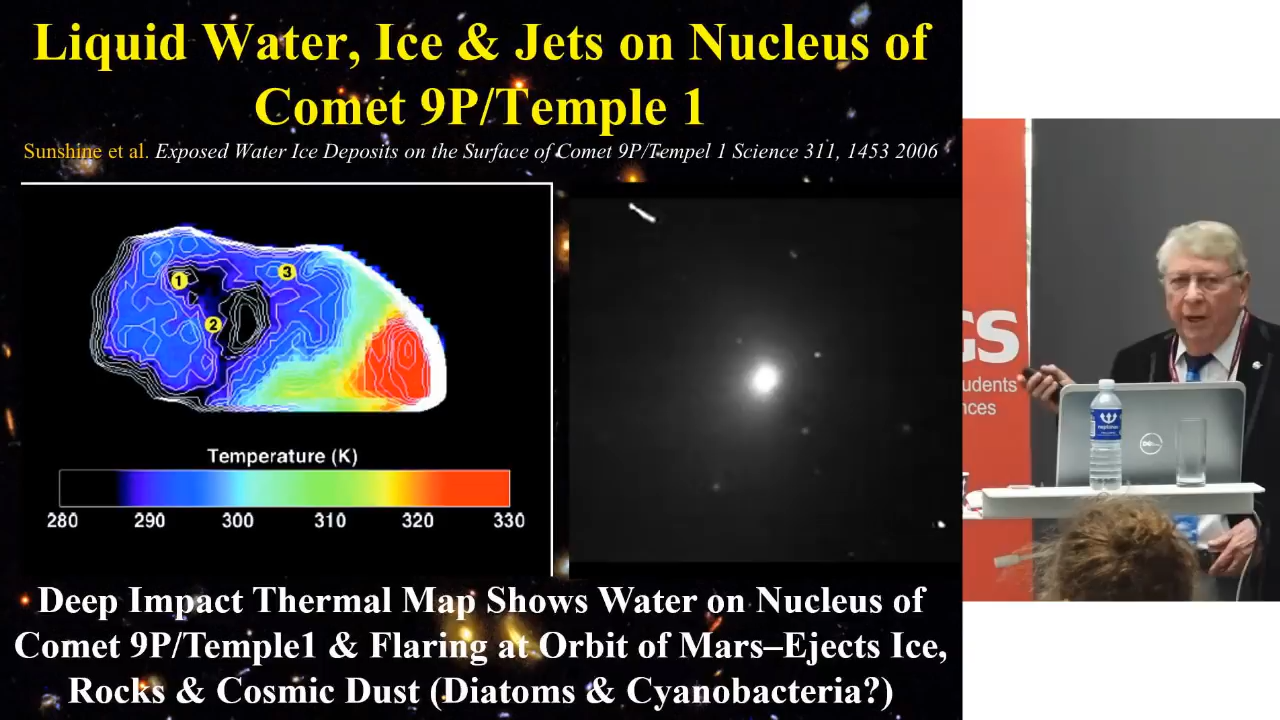 Liquid Water, Ice & Jets on Nucleus of
Comet 9P/Temple 1
Sunshine et al. Exposed Water Ice Deposits on the Surface of Comet 9P/Tempel 1 Science 311, 1453 2006
1
3
2
Temperature (K)
280 290 300 310 320 330
Deep Impact Thermal Map Shows Water on Nucleus of
Comet 9P/Temple1 & Flaring at Orbit of Mars–Ejects Ice,
Rocks & Cosmic Dust (Diatoms & Cyanobacteria?)
GS
udents
nces
DELL